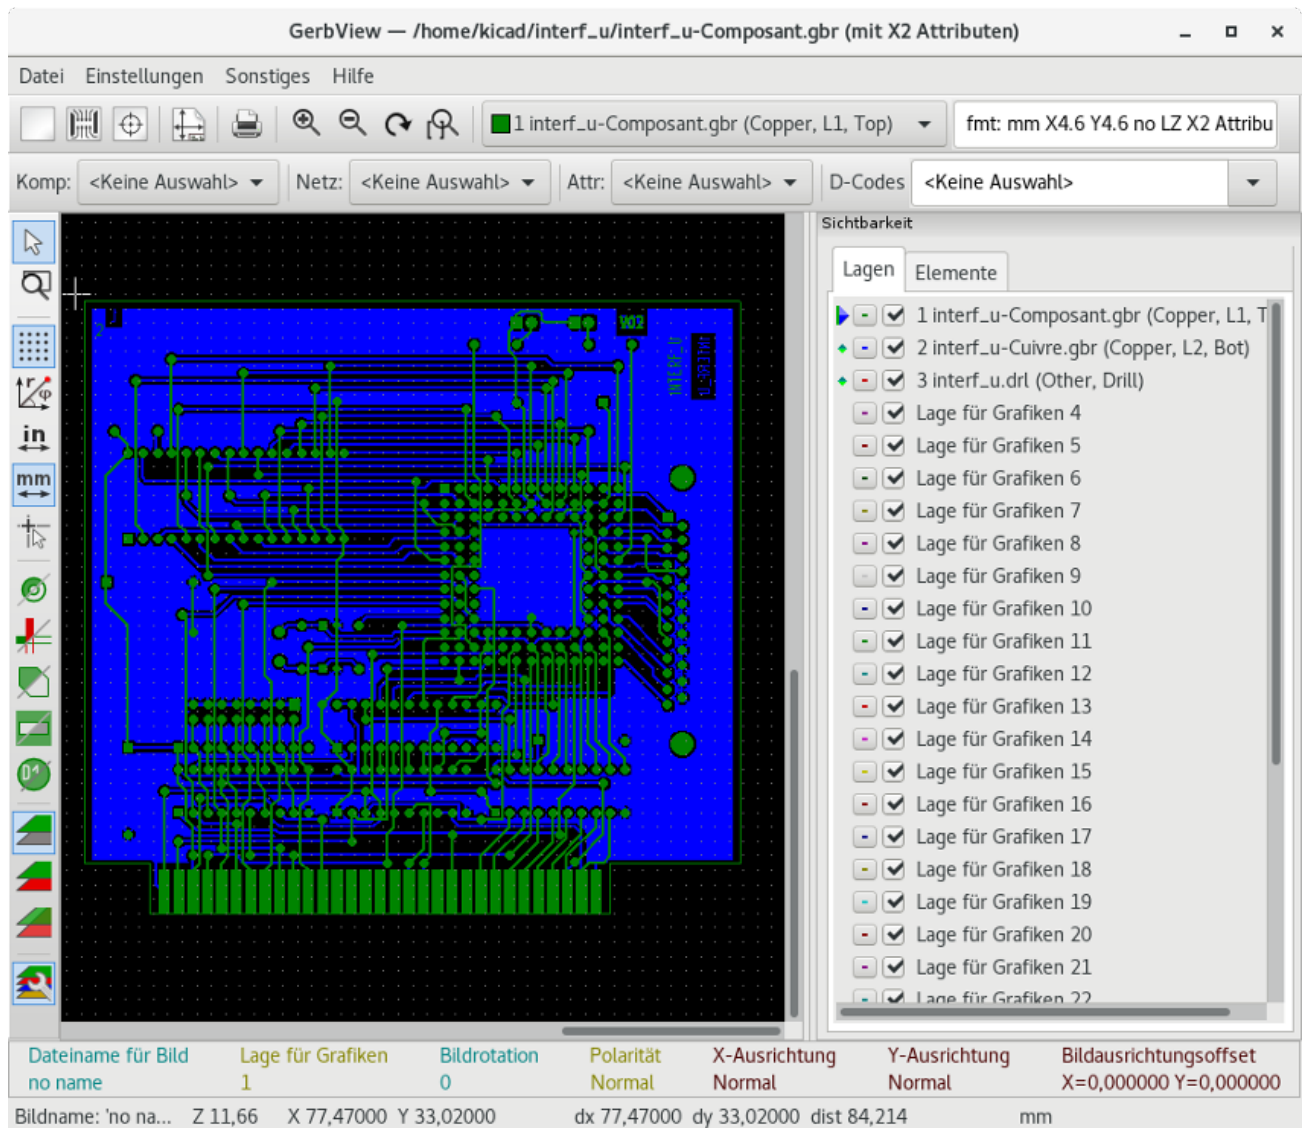 GerbView — /home/kicad/interf_u/interf_u-Composant.gbr (mit X2 Attributen)
Datei Einstellungen Sonstiges Hilfe
1 interf_u-Composant.gbr (Copper, L1, Top) fmt: mm X4.6 Y4.6 no LZ X2 Attribu
Komp: <Keine Auswahl> Netz: <Keine Auswahl> Attr: <Keine Auswahl> D-Codes <Keine Auswahl>
Sichtbarkeit
Lagen Elemente
in
mm
V02
INTERF_U
1 interf_u-Composant.gbr (Copper, L1, T
2 interf_u-Cuivre.gbr (Copper, L2, Bot)
3 interf_u.drl (Other, Drill)
Lage für Grafiken 4
Lage für Grafiken 5
Lage für Grafiken 6
Lage für Grafiken 7
Lage für Grafiken 8
Lage für Grafiken 9
Lage für Grafiken 10
Lage für Grafiken 11
Lage für Grafiken 12
Lage für Grafiken 13
Lage für Grafiken 14
Lage für Grafiken 15
Lage für Grafiken 16
Lage für Grafiken 17
Lage für Grafiken 18
Lage für Grafiken 19
Lage für Grafiken 20
Lage für Grafiken 21
Lage für Grafiken 22
Dateiname für Bild Lage für Grafiken Bildrotation Polarität X-Ausrichtung Y-Ausrichtung Bildausrichtungsoffset
no name 1 0 Normal Normal Normal X=0,000000 Y=0,000000
Bildname: 'no na... Z 11,66 X 77,47000 Y 33,02000 dx 77,47000 dy 33,02000 dist 84,214 mm